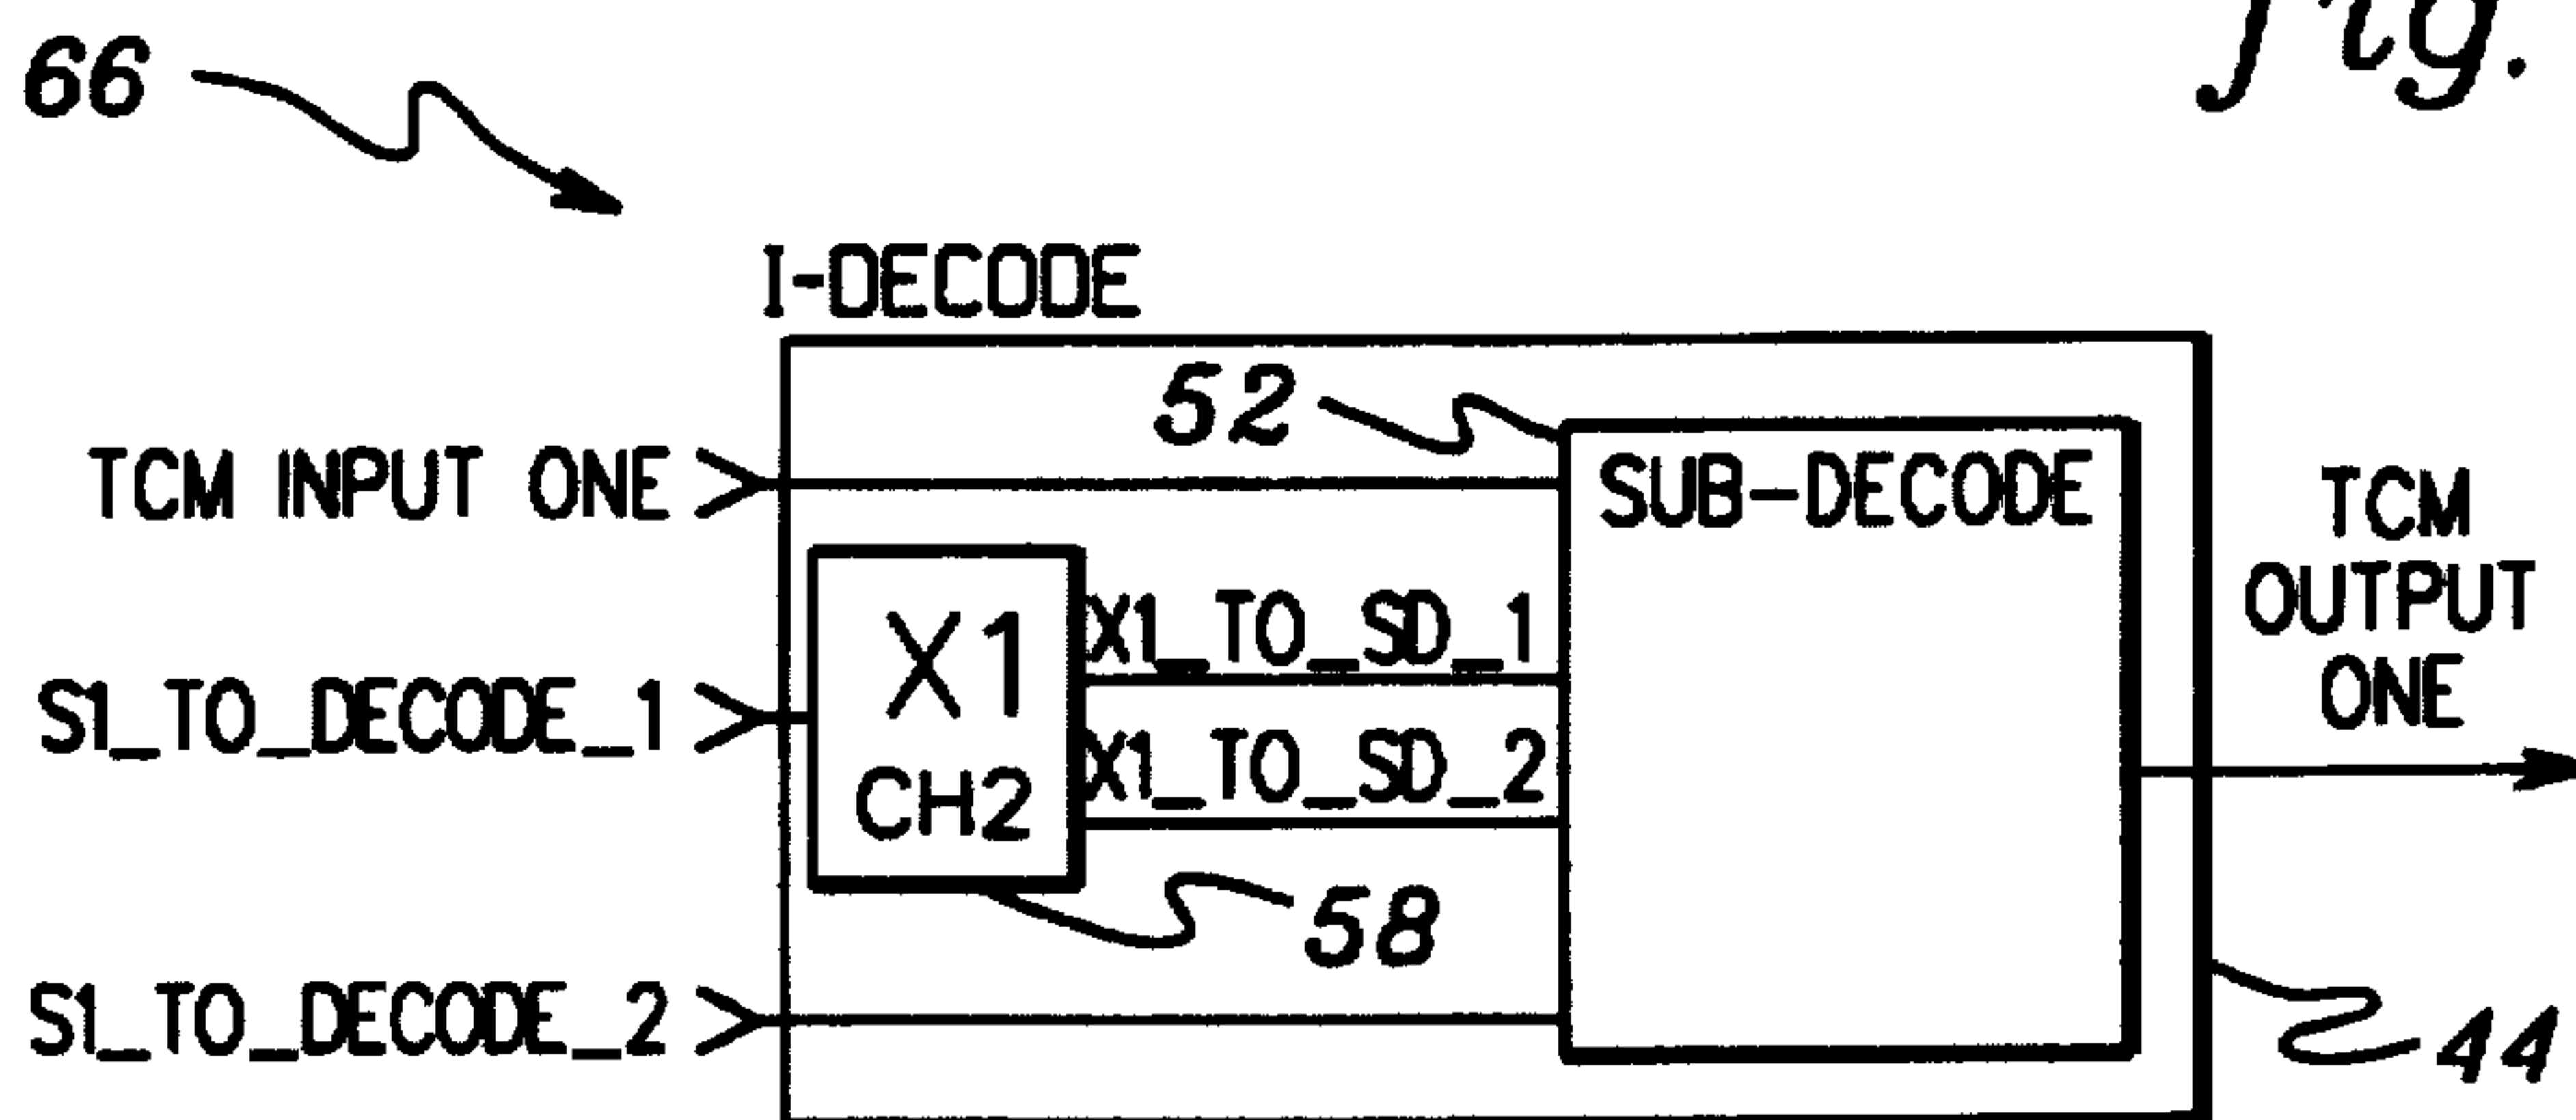 fig.
66
I-DECODE
52
TCM INPUT ONE
SUB-DECODE
TCM
OUTPUT
ONE
X1
CH2
X1_TO_SD_1
X1_TO_SD_2
S1_TO_DECODE_1
58
S1_TO_DECODE_2
44